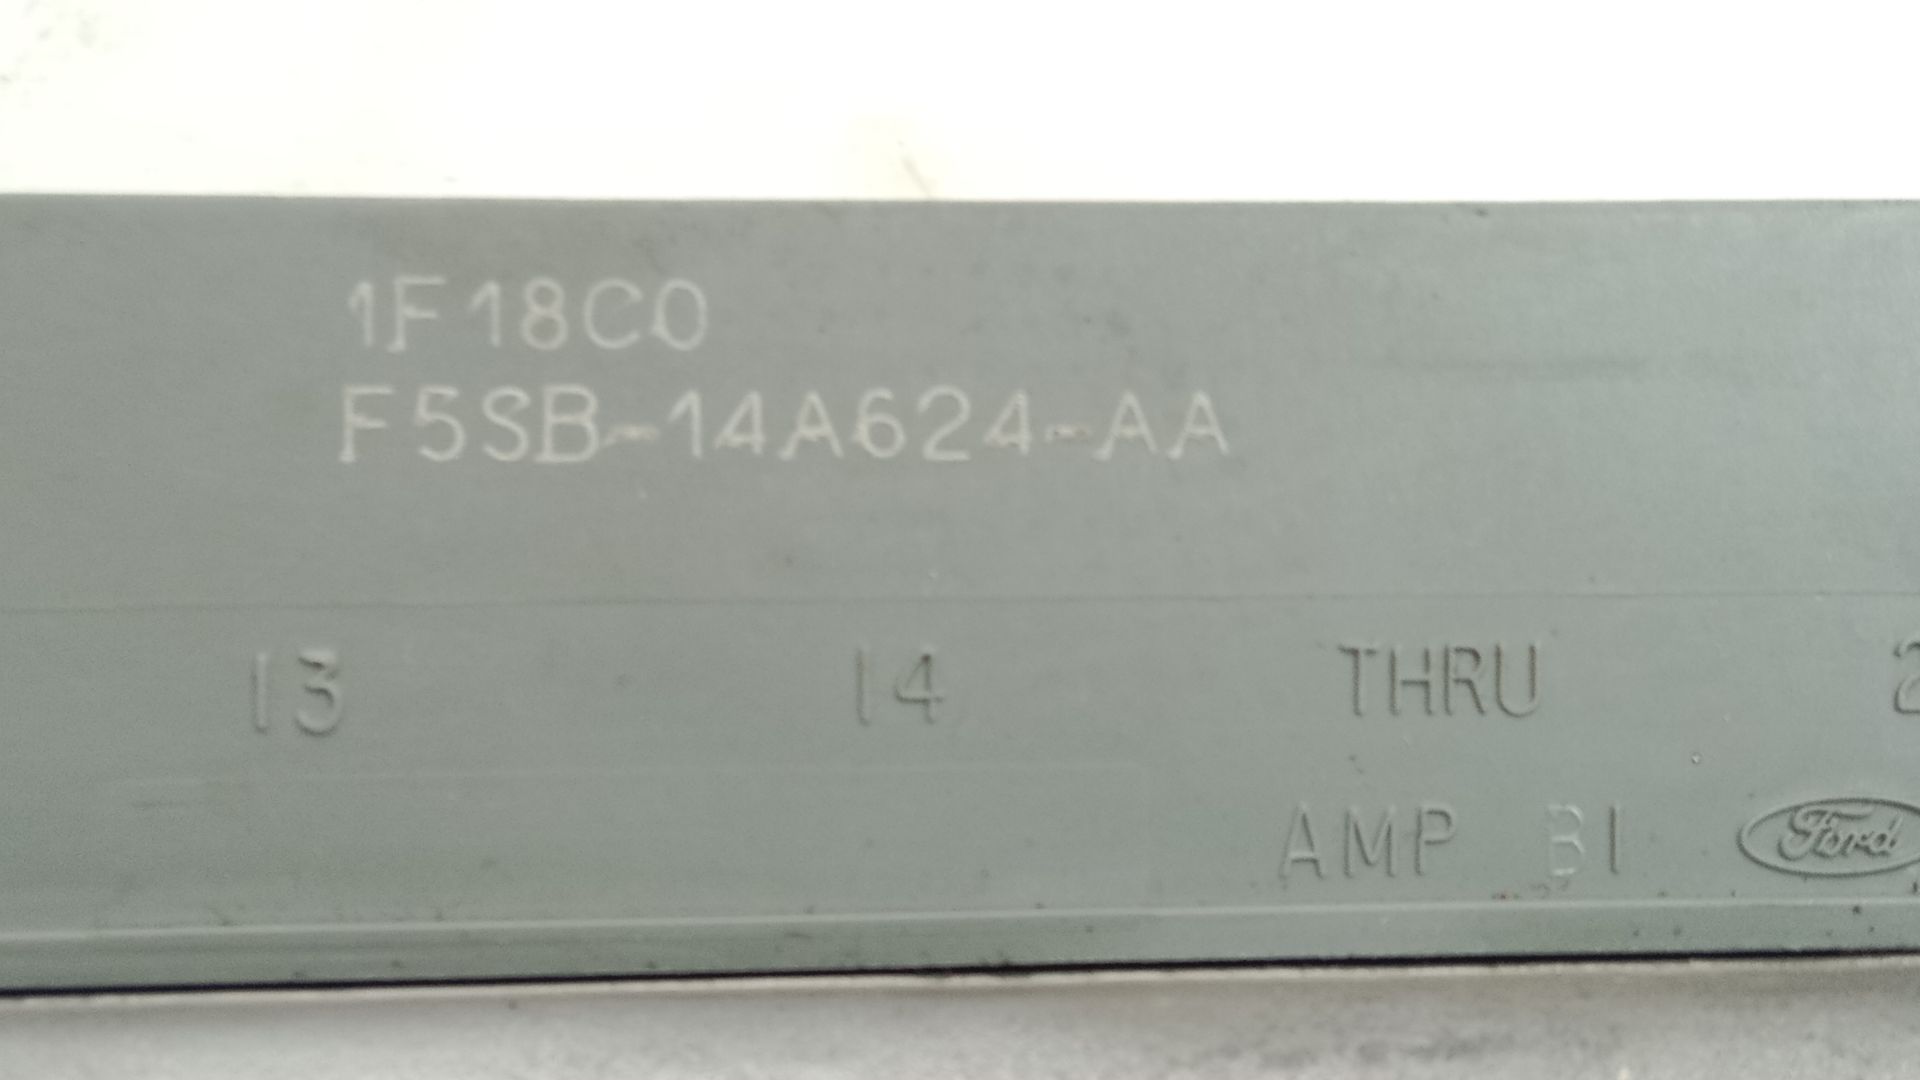 1F18C0
F5SB-14A624-AA
13 14 THRU
AMP B1 Ford